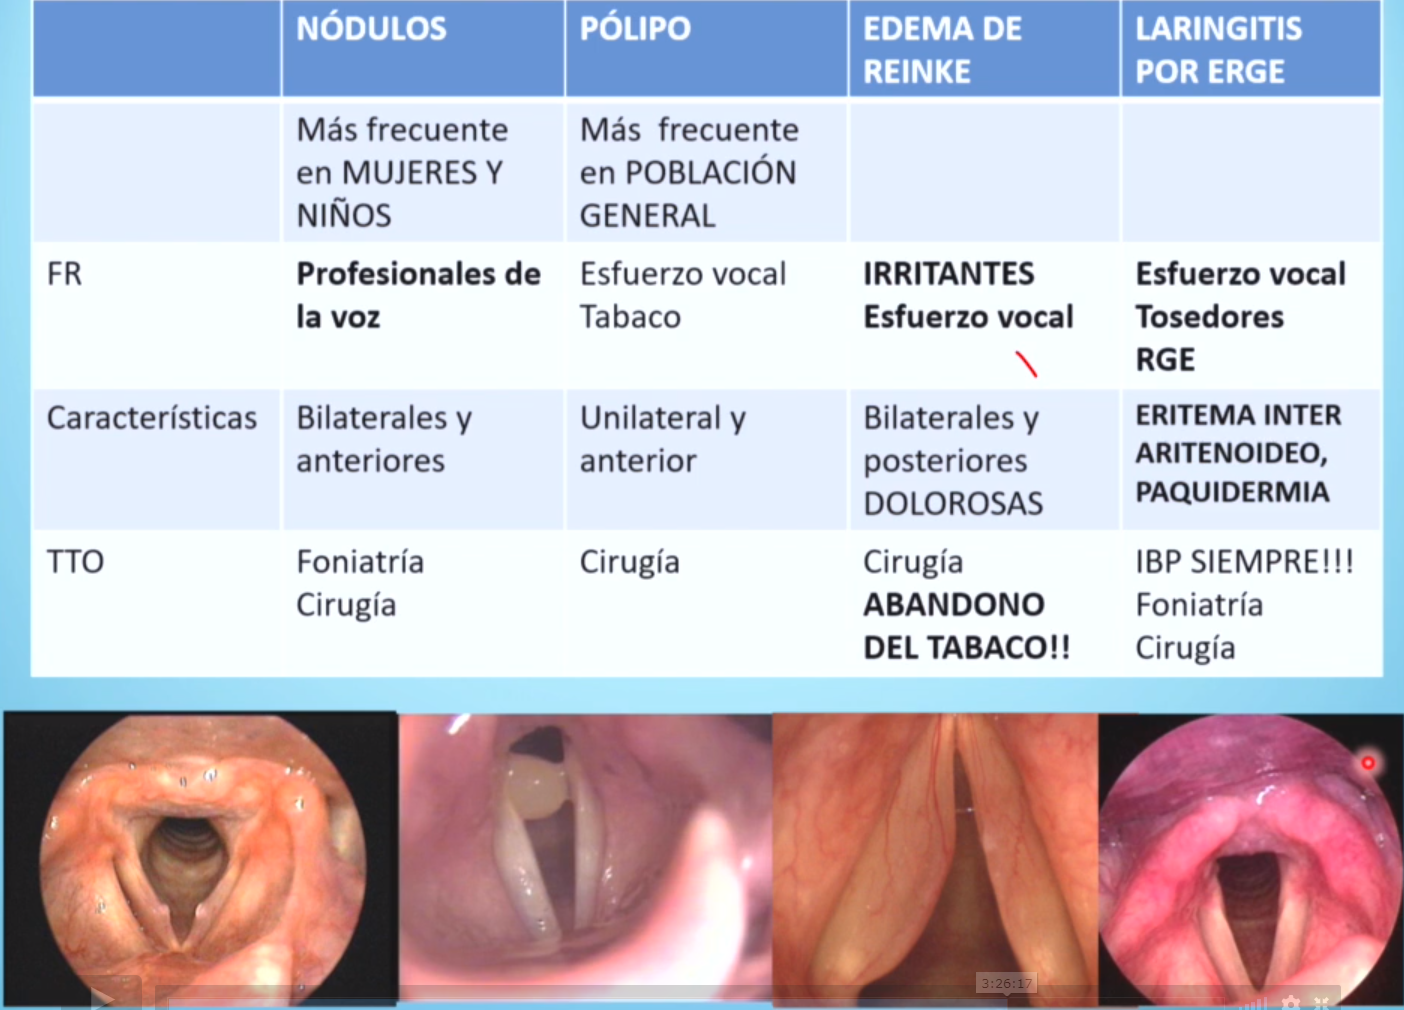 NÓDULOS
PÓLIPO
EDEMA DE
REINKE
LARINGITIS
POR ERGE
Más frecuente
en MUJERES Y
NIÑOS
Más frecuente
en POBLACIÓN
GENERAL
FR
Profesionales de
la voz
Esfuerzo vocal
Tabaco
IRRITANTES
Esfuerzo vocal
Esfuerzo vocal
Tosedores
RGE
Características
Bilaterales y
anteriores
Unilateral y
anterior
Bilaterales y
posteriores
DOLOROSAS
ERITEMA INTER
ARITENOIDEO,
PAQUIDERMIA
TTO
Foniatría
Cirugía
Cirugía
Cirugía
ABANDONO
DEL TABACO!!
IBP SIEMPRE!!!
Foniatría
Cirugía
3:26:17